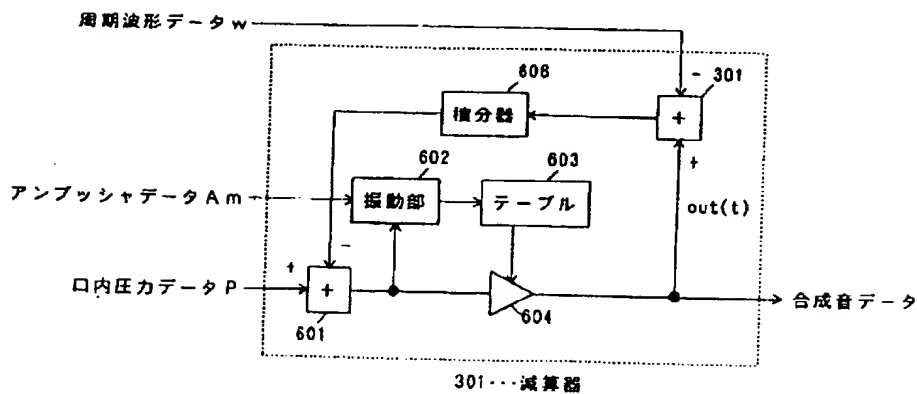 周期波形データw
606
301
積分器
-
+
602
603
+
アンブッシャデータAm
振動部
テーブル
out(t)
-
+
口内圧力データP
+
合成音データ
601
604
301･･･減算器